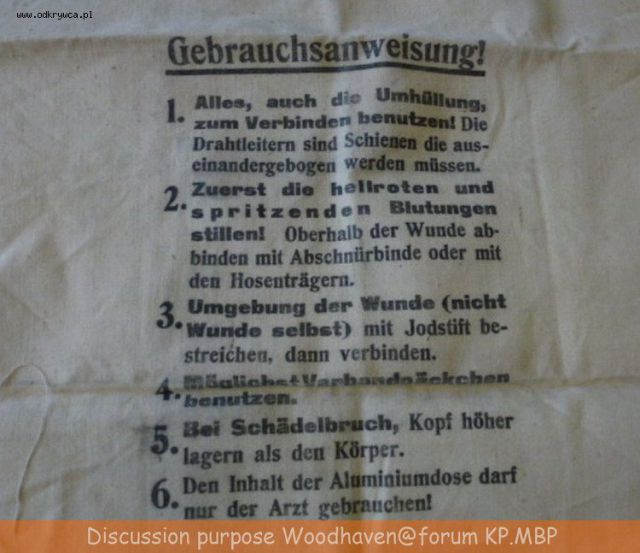 www.odkrywca.pl
Gebrauchsanweisung!
1. Alles, auch die Umhüllung,
zum Verbinden benutzen! Die
Drahtleitern sind Schienen die aus-
einandergebogen werden müssen.
2. Zuerst die hellroten und
spritzenden Blutungen
stillen! Oberhalb der Wunde ab-
binden mit Abschnürbinde oder mit
den Hosenträgern.
3. Umgebung der Wunde (nicht
Wunde selbst) mit Jodstift be-
streichen, dann verbinden.
4. Möglichst Verbandpäckchen
benutzen.
5. Bei Schädelbruch, Kopf höher
lagern als den Körper.
6. Den Inhalt der Aluminiumdose darf
nur der Arzt gebrauchen!
Discussion purpose Woodhaven@forum KP.MBP